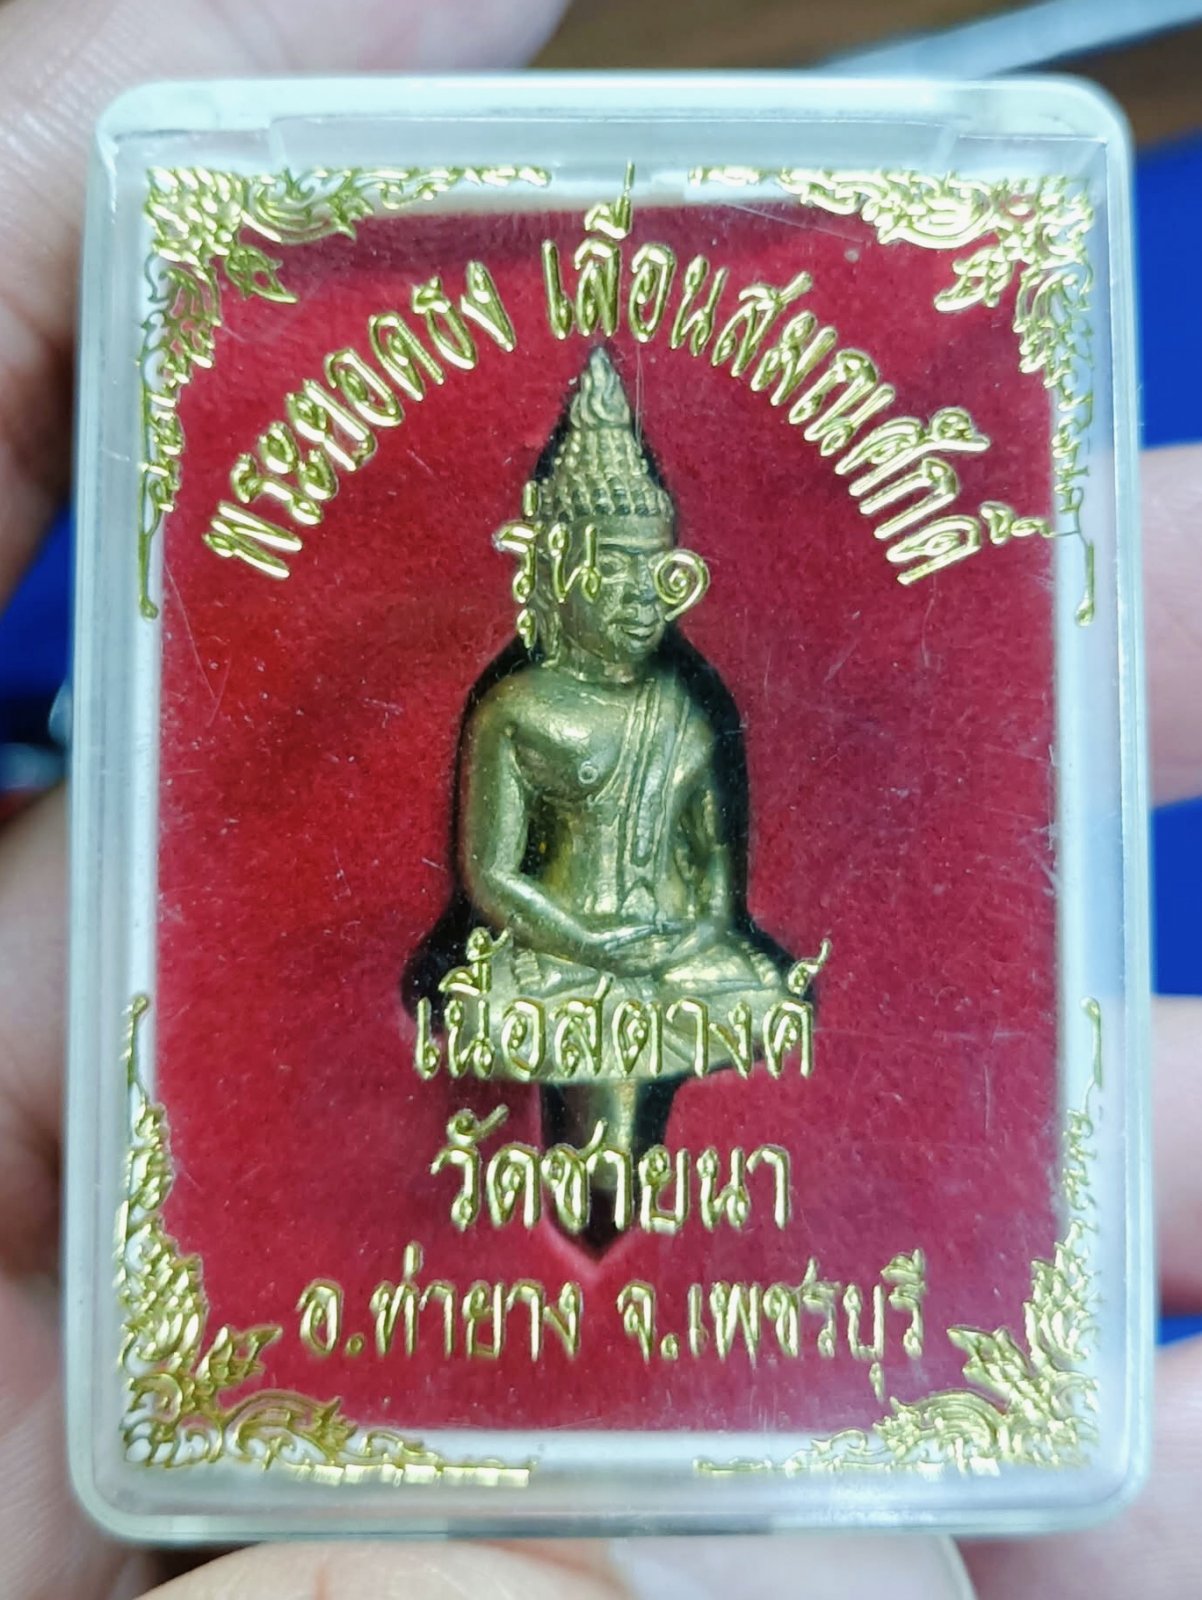 พระยอดธง เลื่อนสมณศักดิ์
รุ่น ๑
เนื้อสตางค์
วัดชายนา
อ.ท่ายาง จ.เพชรบุรี